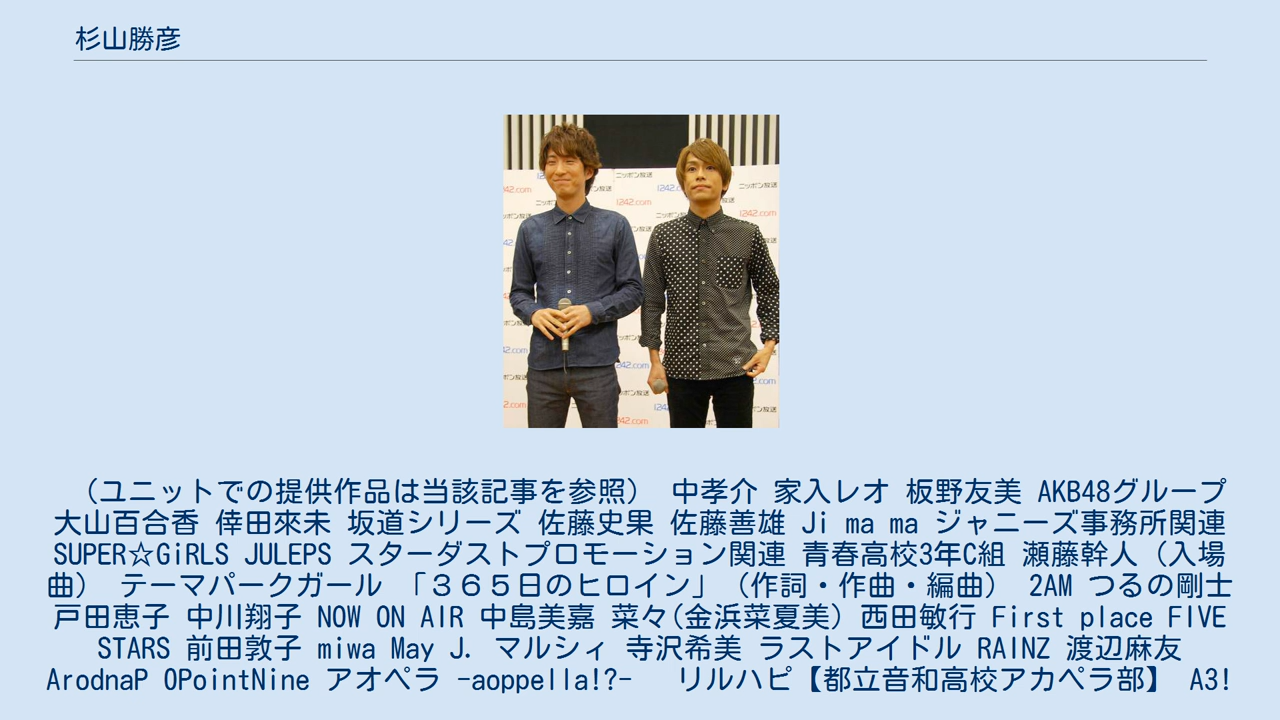 杉山勝彦
ニッポン放送
1242.com
（ユニットでの提供作品は当該記事を参照） 中孝介 家入レオ 板野友美 AKB48グループ
大山百合香 倖田來未 坂道シリーズ 佐藤史果 佐藤善雄 Ji ma ma ジャニーズ事務所関連
SUPER☆GiRLS JULEPS スターダストプロモーション関連 青春高校3年C組 瀬藤幹人（入場
曲） テーマパークガール 「３６５日のヒロイン」（作詞・作曲・編曲） 2AM つるの剛士
戸田恵子 中川翔子 NOW ON AIR 中島美嘉 菜々(金浜菜夏美) 西田敏行 First place FIVE
STARS 前田敦子 miwa May J. マルシィ 寺沢希美 ラストアイドル RAINZ 渡辺麻友
ArodnaP 0PointNine アオペラ -aoppella!?- リルハピ【都立音和高校アカペラ部】 A3!